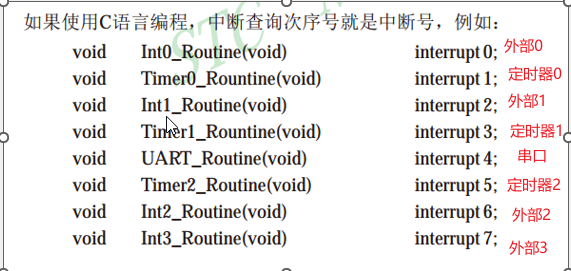 如果使用C语言编程，中断查询次序号就是中断号，例如：
void Int0_Routine(void) interrupt 0; 外部0
void Timer0_Rountine(void) interrupt 1; 定时器0
void Int1_Routine(void) interrupt 2; 外部1
void Timer1_Rountine(void) interrupt 3; 定时器1
void UART_Routine(void) interrupt 4; 串口
void Timer2_Routine(void) interrupt 5; 定时器2
void Int2_Routine(void) interrupt 6; 外部2
void Int3_Routine(void) interrupt 7; 外部3